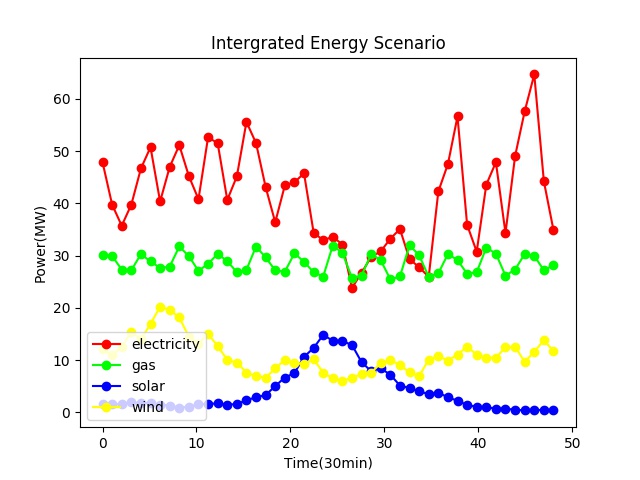 Intergrated Energy Scenario
Power(MW)
60
50
40
30
20
10
0
electricity
gas
solar
wind
0 10 20 30 40 50
Time(30min)